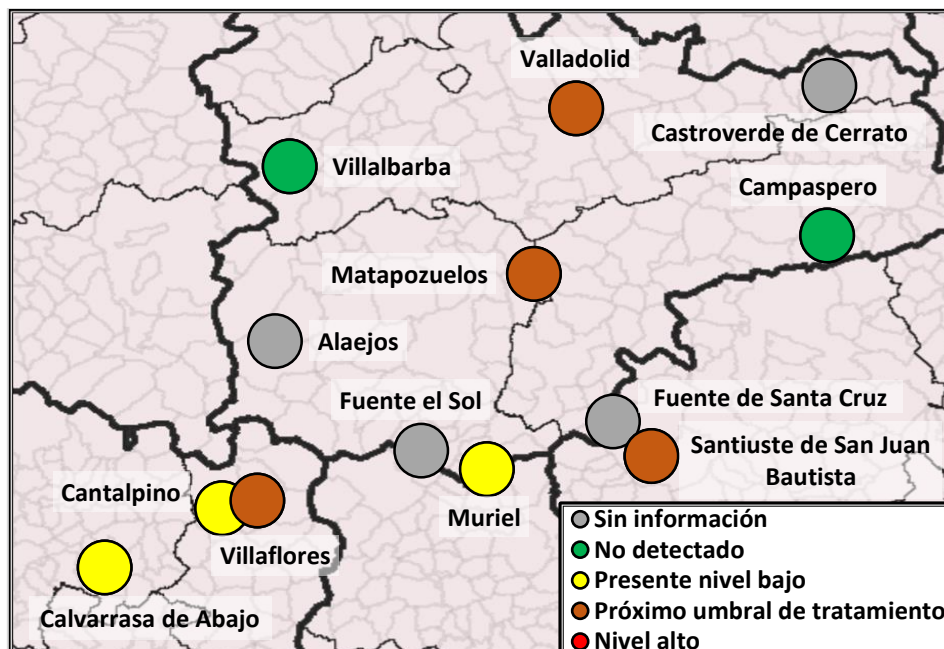 Valladolid
Castroverde de Cerrato
Villalbarba
Campaspero
Matapozuelos
Alaejos
Fuente el Sol
Fuente de Santa Cruz
Santiuste de San Juan
Bautista
Cantalpino
Muriel
Villaflores
Calvarrasa de Abajo
Sin información
No detectado
Presente nivel bajo
Próximo umbral de tratamiento
Nivel alto